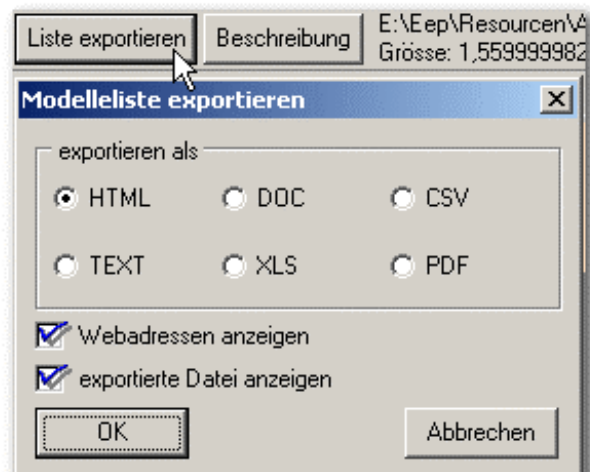 Liste exportieren Beschreibung E:\Eep\Resourcen\A
Grösse: 1,559999982
Modelleliste exportieren
exportieren als
HTML DOC CSV
TEXT XLS PDF
Webadressen anzeigen
exportierte Datei anzeigen
OK Abbrechen